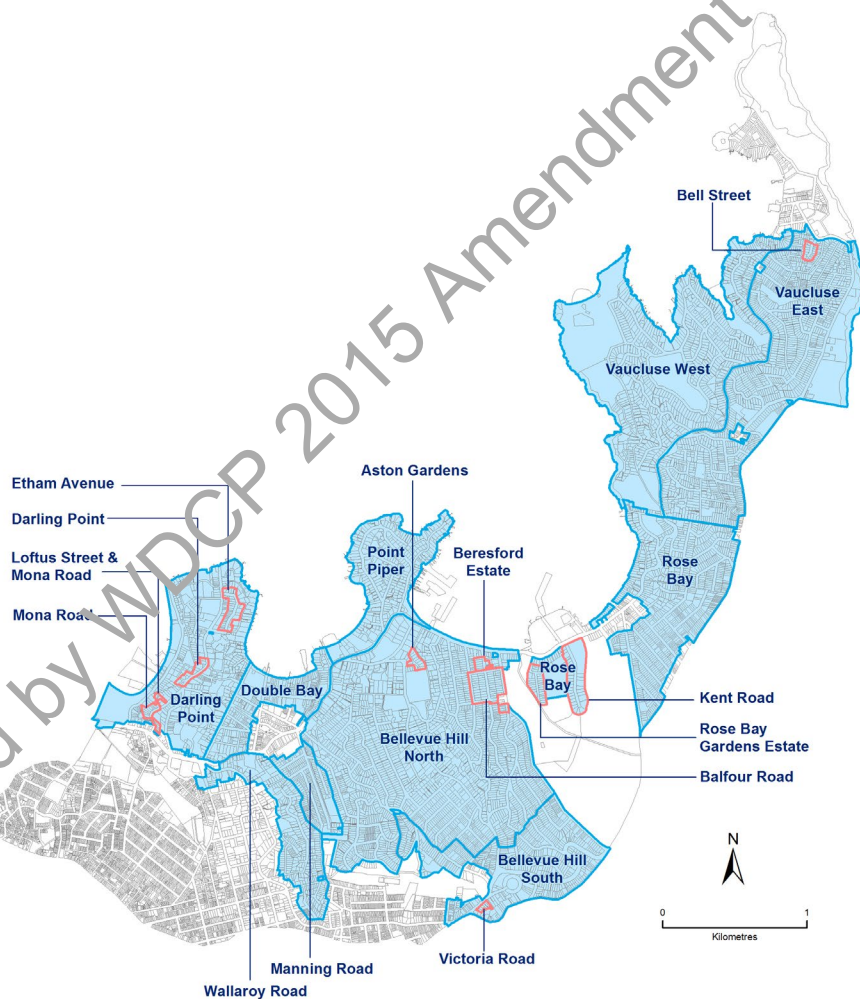 d by WDCP 2015 Amendment
Bell Street
Vaucluse
East
Vaucluse West
Etham Avenue
Darling Point
Loftus Street &
Mona Road
Mona Road
Aston Gardens
Point
Piper
Beresford
Estate
Rose
Bay
Darling
Point
Double Bay
Rose
Bay
Kent Road
Rose Bay
Gardens Estate
Balfour Road
Bellevue Hill
North
Bellevue Hill
South
N
0 1
Kilometres
Victoria Road
Manning Road
Wallaroy Road